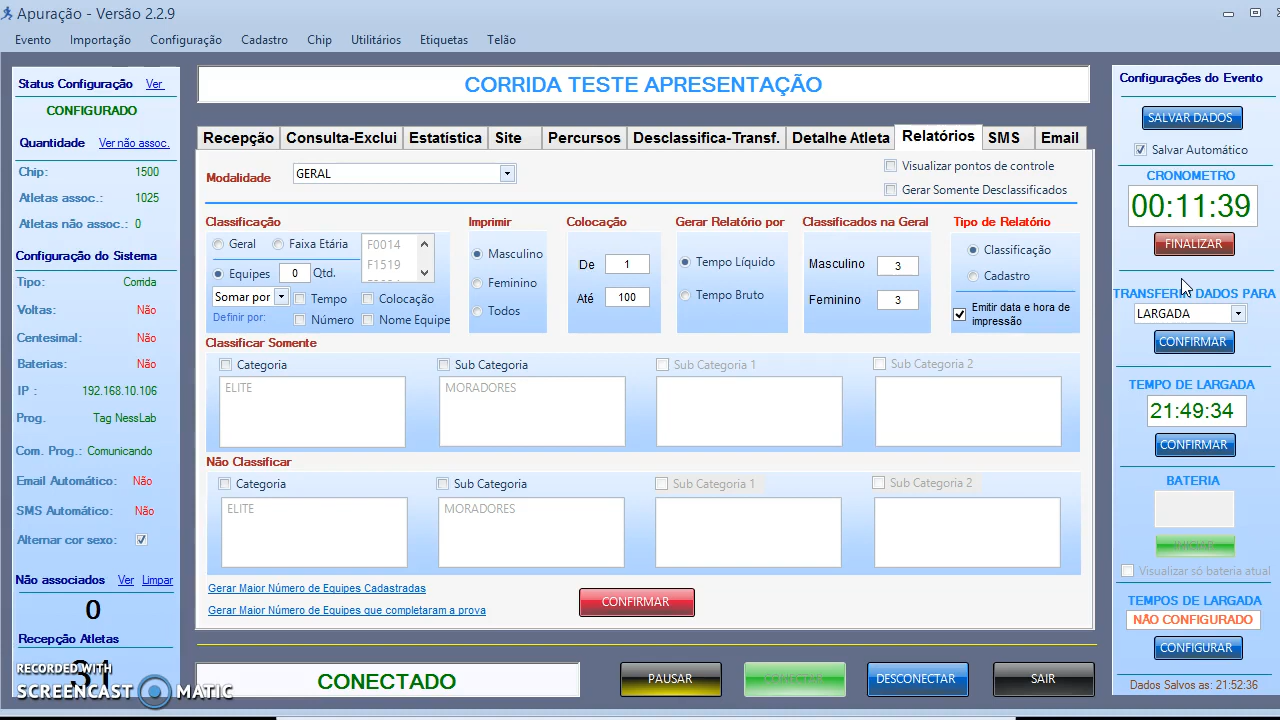 Apuração - Versão 2.2.9
Evento Importação Configuração Cadastro Chip Utilitários Etiquetas Telão
Status Configuração Ver
CONFIGURADO
Quantidade Ver não assoc.
Chip: 1500
Atletas assoc.: 1025
Atletas não assoc.: 0
Configuração do Sistema
Tipo: Corrida
Voltas: Não
Centesimal: Não
Baterias: Não
IP : 192.168.10.106
Prog. Tag NessLab
Com. Prog.: Comunicando
Email Automático: Não
SMS Automático: Não
Alternar cor sexo:
Não associados Ver Limpar
0
Recepção Atletas
31
RECORDED WITH
SCREENCAST MATIC
CORRIDA TESTE APRESENTAÇÃO
Recepção Consulta-Exclui Estatística Site Percursos Desclassifica-Transf. Detalhe Atleta Relatórios SMS Email
Modalidade GERAL
Visualizar pontos de controle
Gerar Somente Desclassificados
Classificação
Geral Faixa Etária
F0014
F1519
Equipes 0 Qtd.
Somar por Tempo Colocação
Definir por: Número Nome Equipe
Imprimir
Masculino
Feminino
Todos
Colocação
De 1
Até 100
Gerar Relatório por
Tempo Líquido
Tempo Bruto
Classificados na Geral
Masculino 3
Feminino 3
Tipo de Relatório
Classificação
Cadastro
Emitir data e hora de
impressão
Classificar Somente
Categoria Sub Categoria Sub Categoria 1 Sub Categoria 2
ELITE MORADORES
Não Classificar
Categoria Sub Categoria Sub Categoria 1 Sub Categoria 2
ELITE MORADORES
Gerar Maior Número de Equipes Cadastradas
Gerar Maior Número de Equipes que completaram a prova
CONFIRMAR
CONECTADO
PAUSAR CONECTAR DESCONECTAR SAIR
Configurações do Evento
SALVAR DADOS
Salvar Automático
CRONOMETRO
00:11:39
FINALIZAR
TRANSFERIR DADOS PARA
LARGADA
CONFIRMAR
TEMPO DE LARGADA
21:49:34
CONFIRMAR
BATERIA
Visualizar só bateria atual
TEMPOS DE LARGADA
NÃO CONFIGURADO
CONFIGURAR
Dados Salvos as: 21:52:36